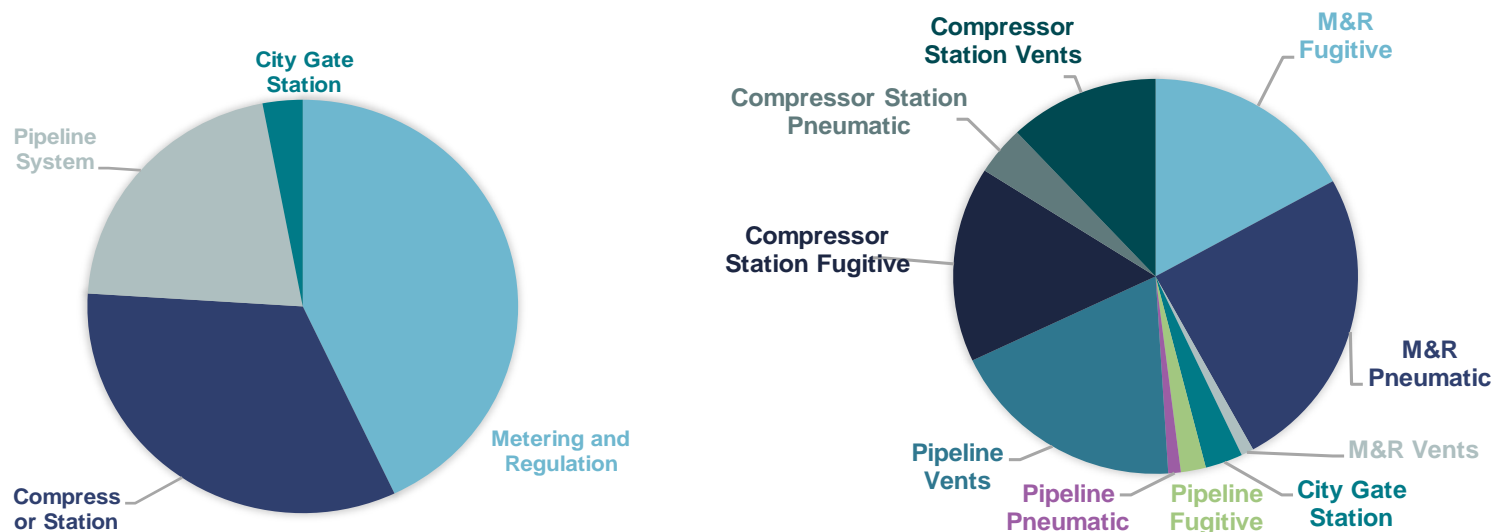 City Gate
Station
Pipeline
System
Metering and
Regulation
Compress
or Station
Compressor
Station Vents
M&R
Fugitive
Compressor Station
Pneumatic
Compressor
Station Fugitive
M&R
Pneumatic
Pipeline
Vents
M&R Vents
Pipeline
Pneumatic
Pipeline
Fugitive
City Gate
Station